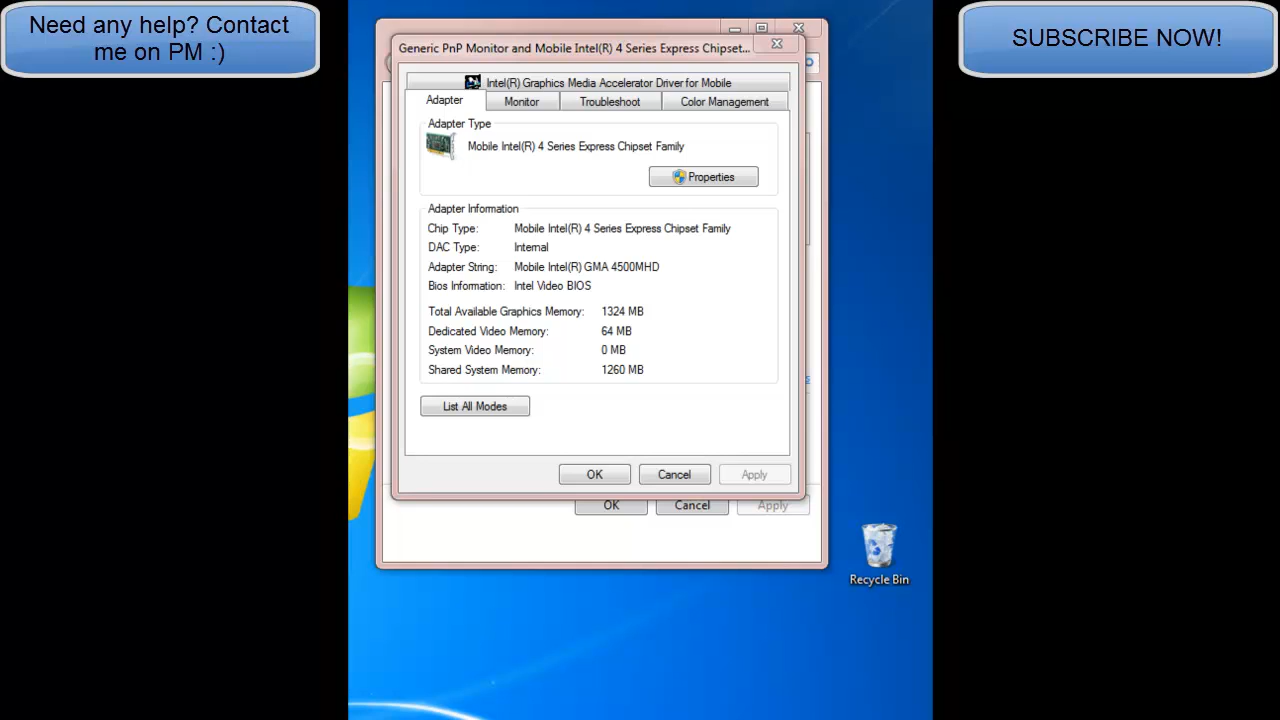 Need any help? Contact
me on PM :)
SUBSCRIBE NOW!
Generic PnP Monitor and Mobile Intel(R) 4 Series Express Chipset...
Intel(R) Graphics Media Accelerator Driver for Mobile
Adapter Monitor Troubleshoot Color Management
Adapter Type
Mobile Intel(R) 4 Series Express Chipset Family
Properties
Adapter Information
Chip Type: Mobile Intel(R) 4 Series Express Chipset Family
DAC Type: Internal
Adapter String: Mobile Intel(R) GMA 4500MHD
Bios Information: Intel Video BIOS
Total Available Graphics Memory: 1324 MB
Dedicated Video Memory: 64 MB
System Video Memory: 0 MB
Shared System Memory: 1260 MB
List All Modes
OK Cancel Apply
OK Cancel Apply
Recycle Bin